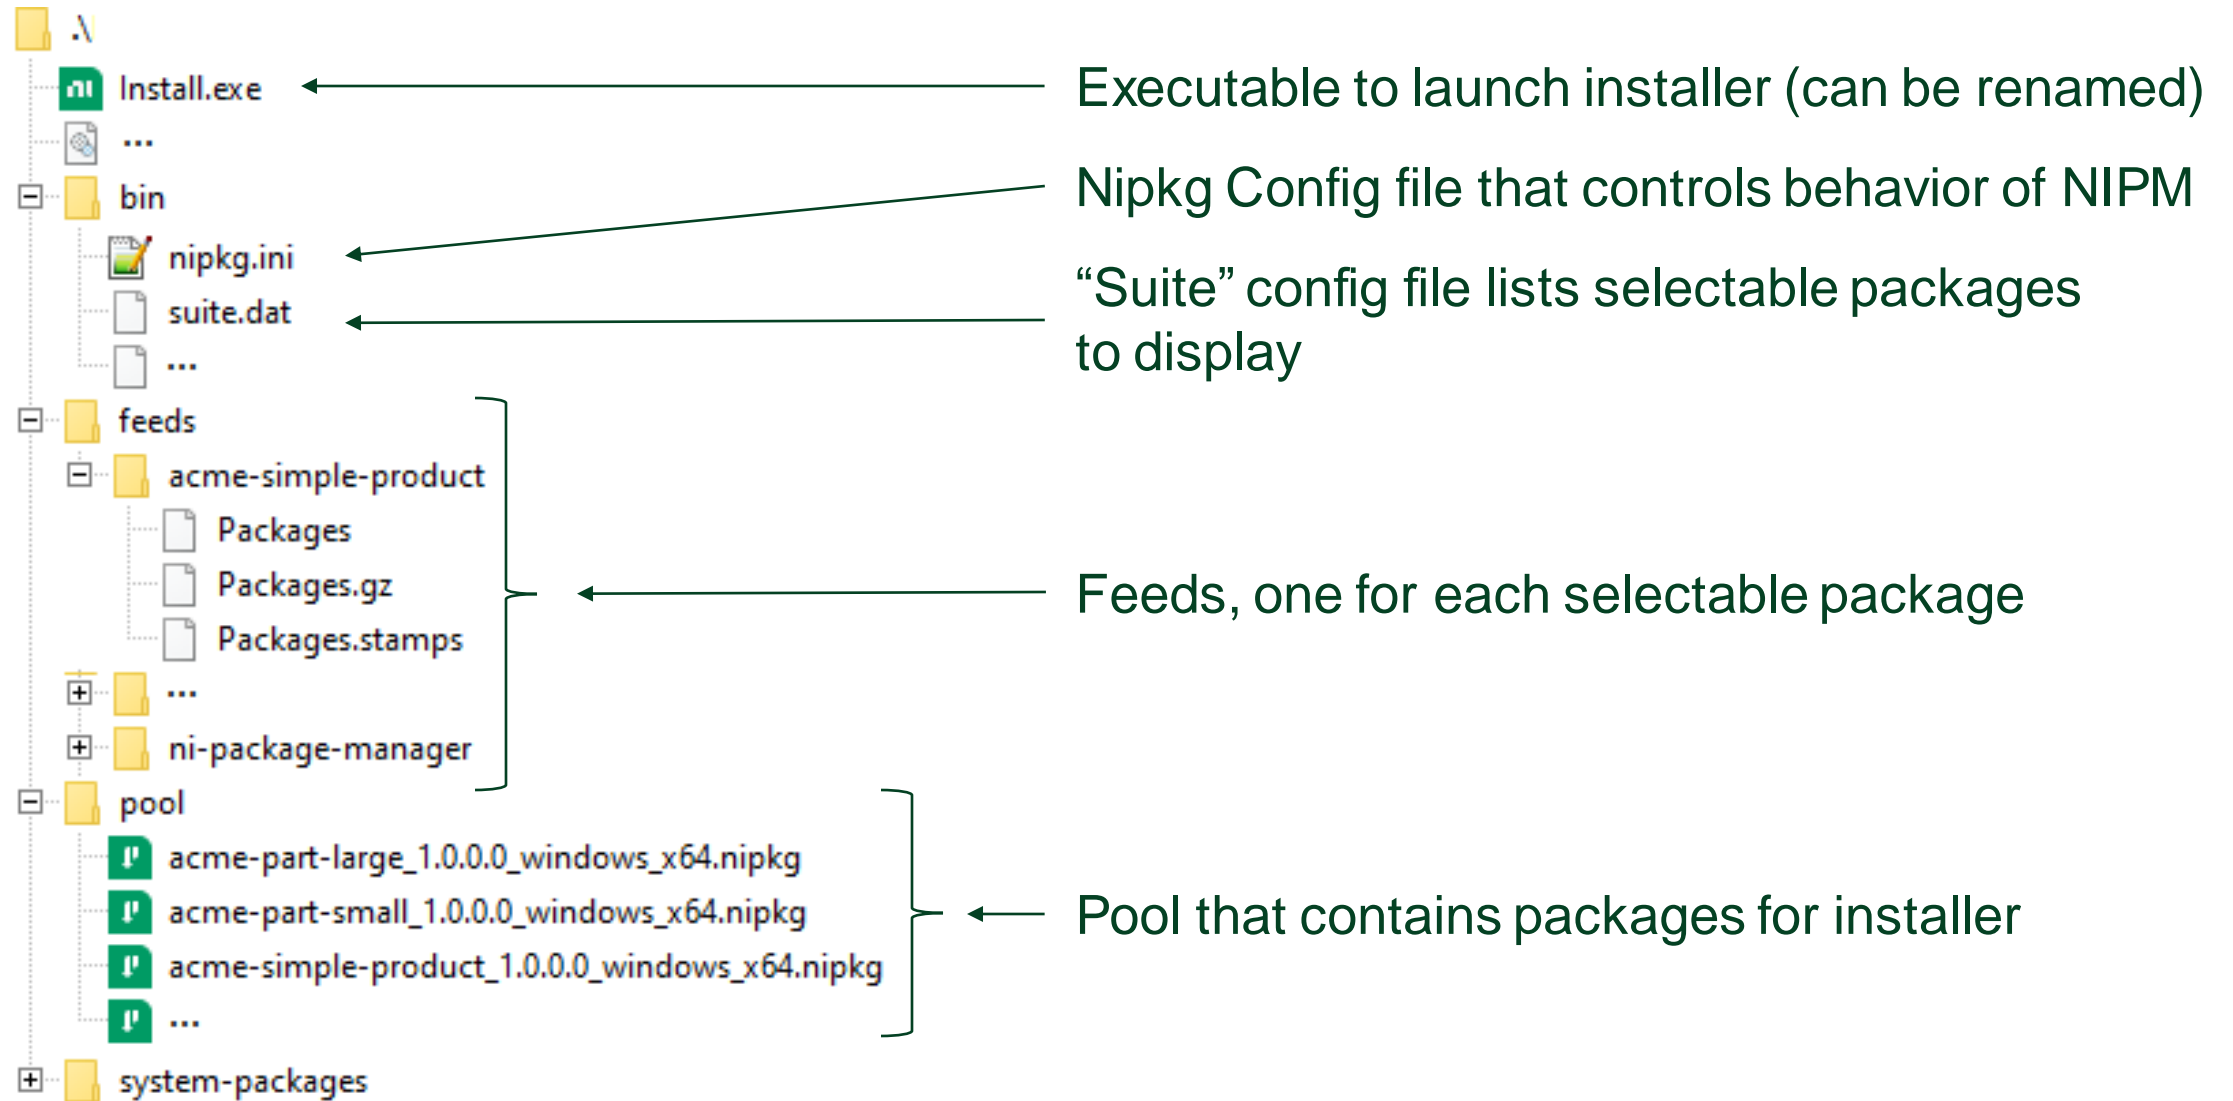 .\
Install.exe
Executable to launch installer (can be renamed)
...
bin
Nipkg Config file that controls behavior of NIPM
nipkg.ini
suite.dat
“Suite” config file lists selectable packages
to display
...
feeds
acme-simple-product
Packages
Packages.gz
Packages.stamps
Feeds, one for each selectable package
...
ni-package-manager
pool
acme-part-large_1.0.0.0_windows_x64.nipkg
acme-part-small_1.0.0.0_windows_x64.nipkg
acme-simple-product_1.0.0.0_windows_x64.nipkg
...
Pool that contains packages for installer
system-packages